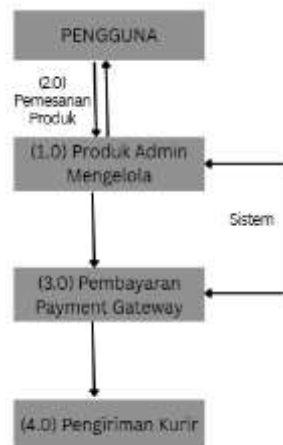 PENGGUNA
(2.0)
Pemesanan
Produk
(1.0) Produk Admin
Mengelola
Sistem
(3.0) Pembayaran
Payment Gateway
(4.0) Pengiriman Kurir